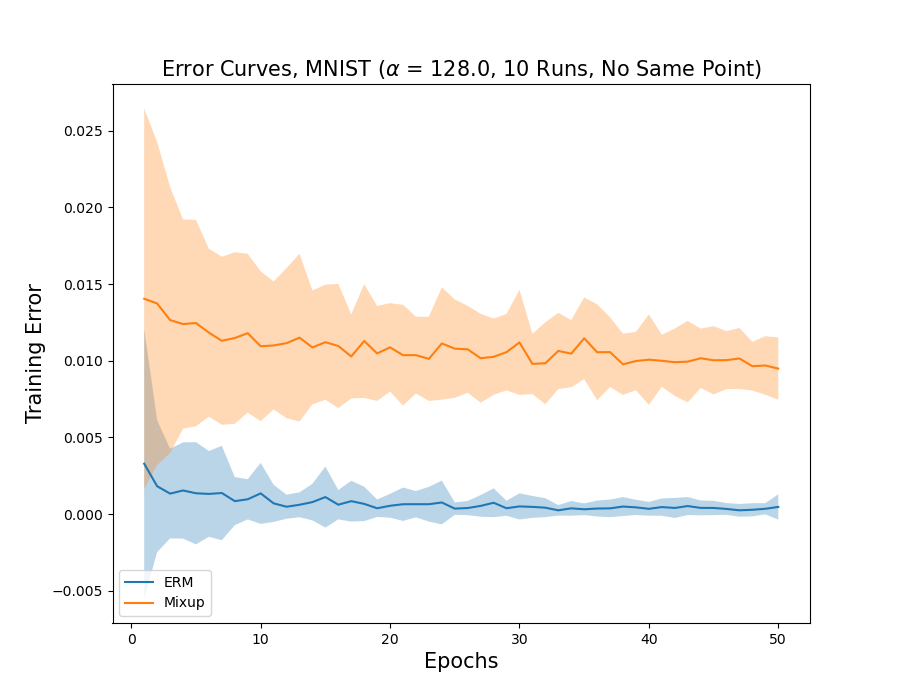 Error Curves, MNIST (α = 128.0, 10 Runs, No Same Point)
Training Error
0.025
0.020
0.015
0.010
0.005
0.000
−0.005
ERM
Mixup
0 10 20 30 40 50
Epochs